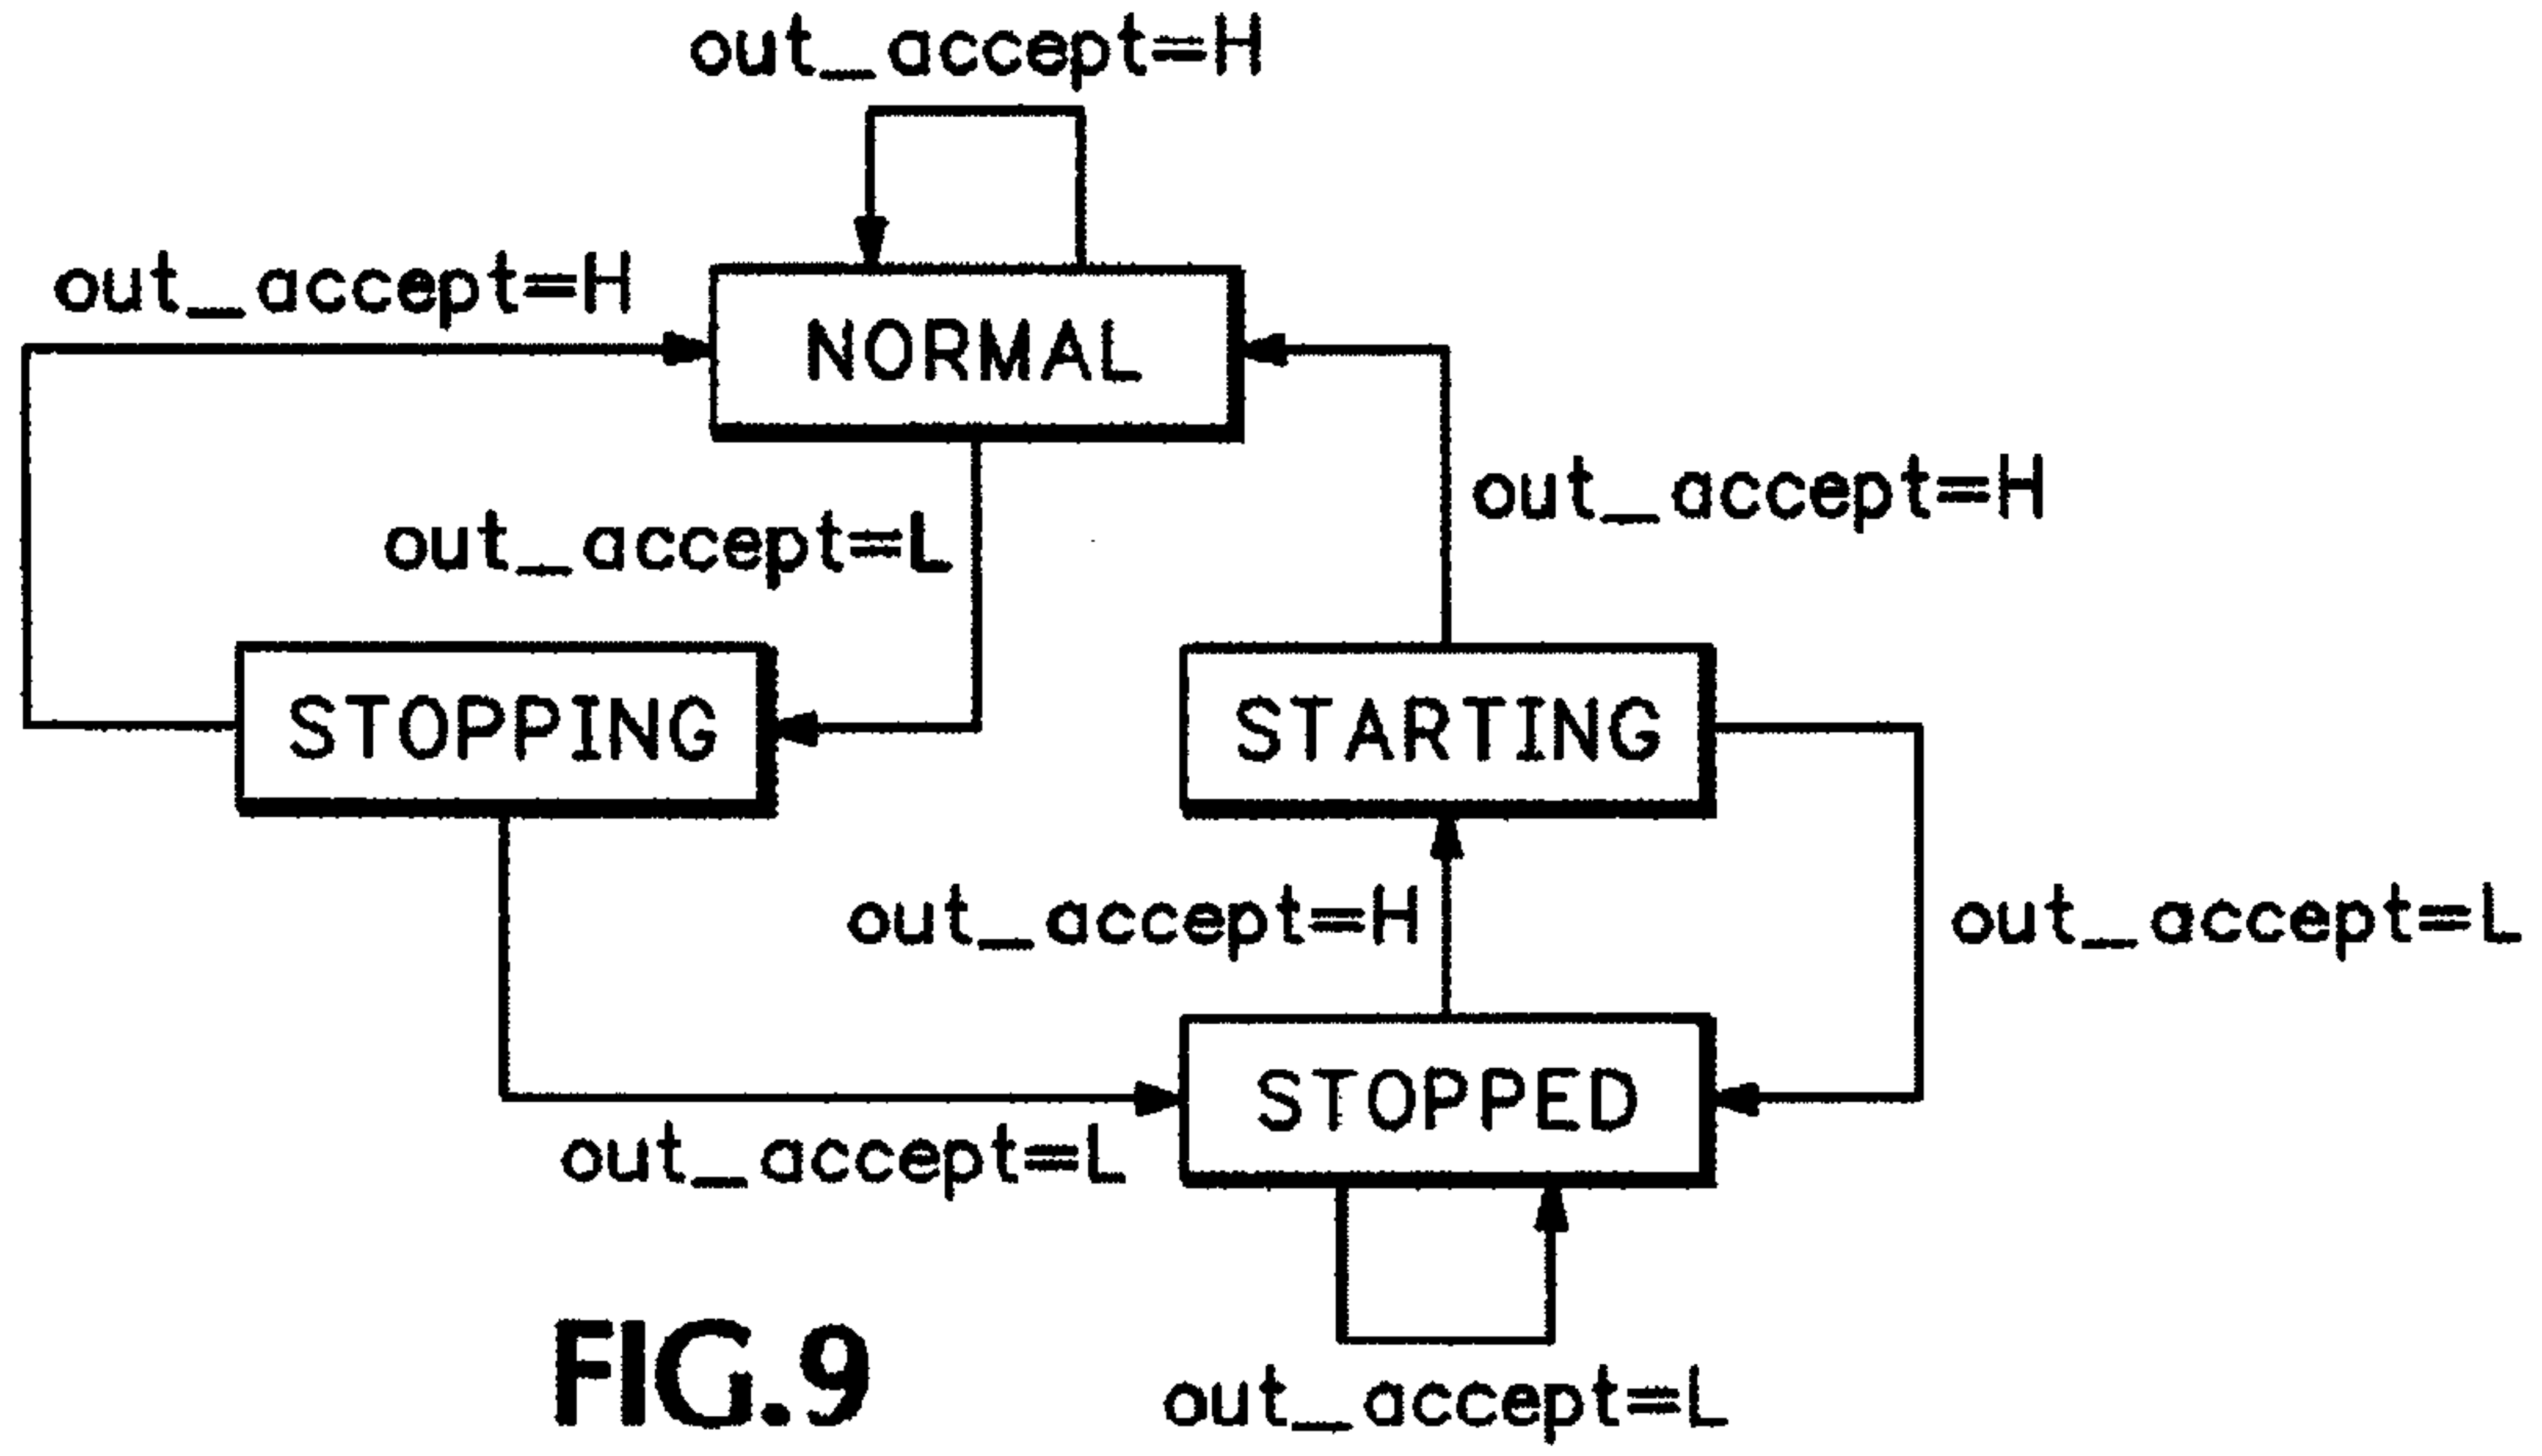 out_accept=H
out_accept=H
NORMAL
out_accept=H
out_accept=L
STOPPING
STARTING
out_accept=H
out_accept=L
STOPPED
out_accept=L
out_accept=L
FIG.9